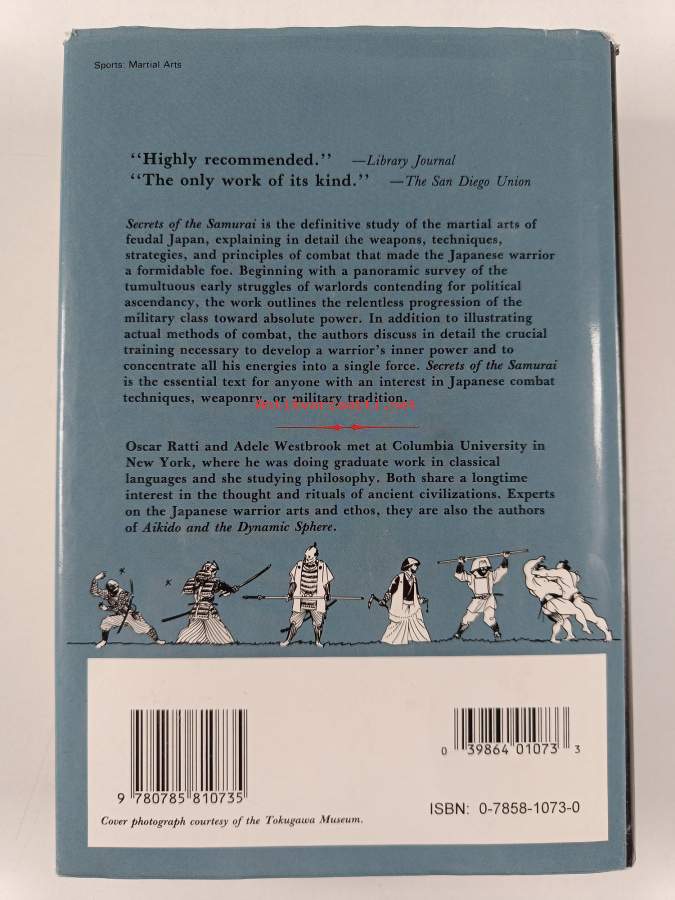 Sports: Martial Arts
“Highly recommended.” —Library Journal
“The only work of its kind.” —The San Diego Union
Secrets of the Samurai is the definitive study of the martial arts of
feudal Japan, explaining in detail the weapons, techniques,
strategies, and principles of combat that made the Japanese warrior
a formidable foe. Beginning with a panoramic survey of the
tumultuous early struggles of warlords contending for political
ascendancy, the work outlines the relentless progression of the
military class toward absolute power. In addition to illustrating
actual methods of combat, the authors discuss in detail the crucial
training necessary to develop a warrior's inner power and to
concentrate all his energies into a single force. Secrets of the Samurai
is the essential text for anyone with an interest in Japanese combat
techniques, weaponry, or military tradition.
Oscar Ratti and Adele Westbrook met at Columbia University in
New York, where he was doing graduate work in classical
languages and she studying philosophy. Both share a longtime
interest in the thought and rituals of ancient civilizations. Experts
on the Japanese warrior arts and ethos, they are also the authors
of Aikido and the Dynamic Sphere.
9 780785 810735
0 39864 01073 3
ISBN: 0-7858-1073-0
Cover photograph courtesy of the Tokugawa Museum.